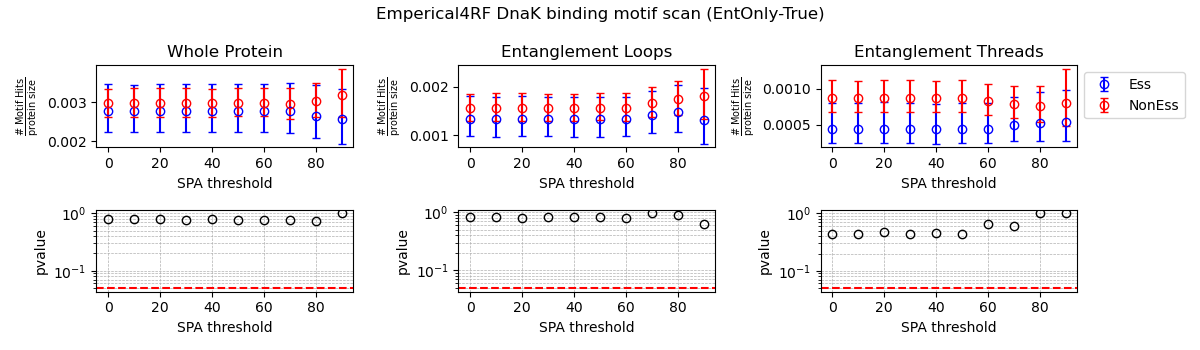 Emperical4RF DnaK binding motif scan (EntOnly-True)
Whole Protein
# Motif Hits
protein size
0.003
0.002
0 20 40 60 80
SPA threshold
Entanglement Loops
# Motif Hits
protein size
0.002
0.001
0 20 40 60 80
SPA threshold
Entanglement Threads
# Motif Hits
protein size
0.0010
0.0005
0 20 40 60 80
SPA threshold
Ess
NonEss
pvalue
10⁰
10⁻¹
0 20 40 60 80
SPA threshold
pvalue
10⁰
10⁻¹
0 20 40 60 80
SPA threshold
pvalue
10⁰
10⁻¹
0 20 40 60 80
SPA threshold